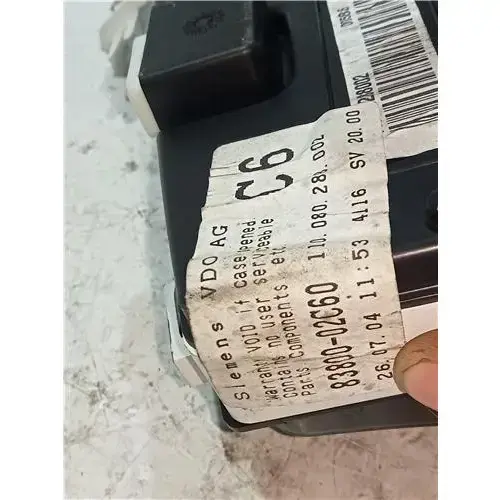 Siemens VDO AG
C6
Warranty void if case opened
Contains no user serviceable
Parts Components etc
83800-02C60 110.080.281.002
26.07.04 11:53 4116 SV 20.00